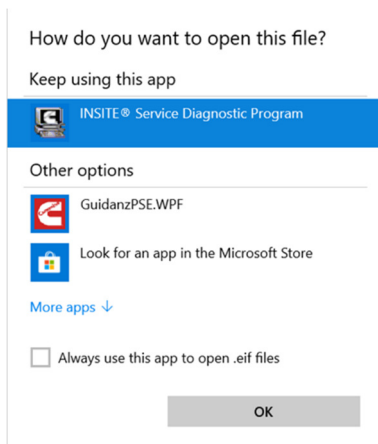 How do you want to open this file?
Keep using this app
INSITE® Service Diagnostic Program
Other options
GuidanzPSE.WPF
Look for an app in the Microsoft Store
More apps ↓
Always use this app to open .eif files
OK